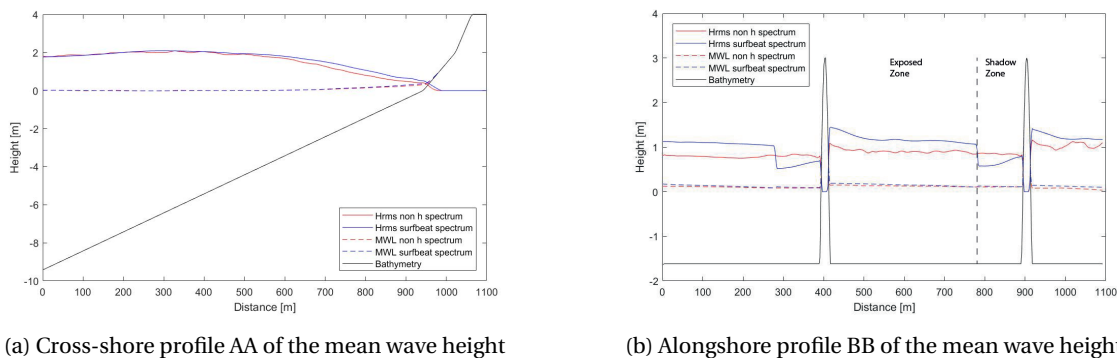 4
2
0
-2
-4
-6
-8
-10
Height [m]
0 100 200 300 400 500 600 700 800 900 1000 1100
Distance [m]
Hrms non h spectrum
Hrms surfbeat spectrum
MWL non h spectrum
MWL surfbeat spectrum
Bathymetry
(a) Cross-shore profile AA of the mean wave height
4
3
2
1
0
-1
-2
Height [m]
0 100 200 300 400 500 600 700 800 900 1000 1100
Distance [m]
Hrms non h spectrum
Hrms surfbeat spectrum
MWL non h spectrum
MWL surfbeat spectrum
Bathymetry
Exposed
Zone
Shadow
Zone
(b) Alongshore profile BB of the mean wave heigh